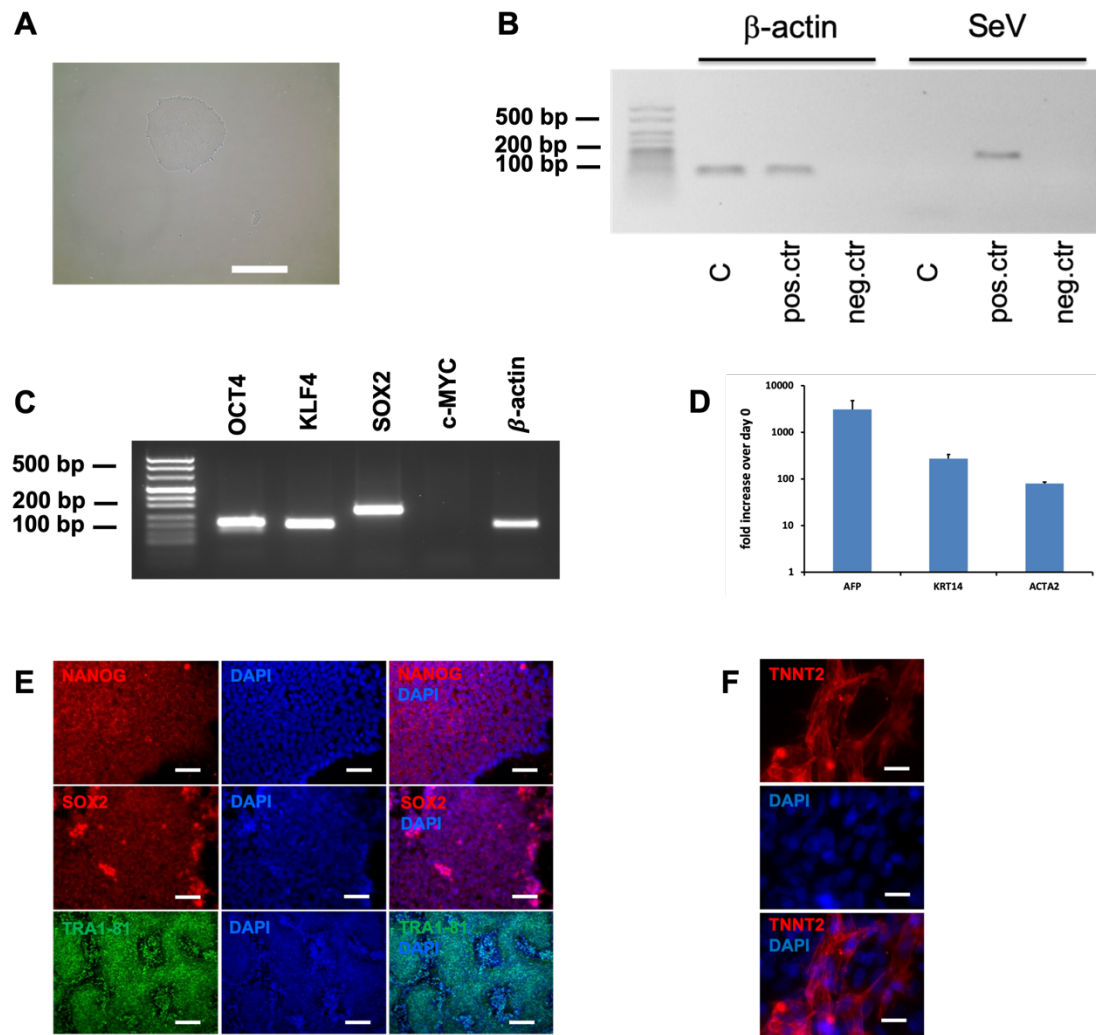 A
B
β-actin SeV
500 bp
200 bp
100 bp
C pos.ctr neg.ctr C pos.ctr neg.ctr
C
OCT4 KLF4 SOX2 c-MYC β-actin
500 bp
200 bp
100 bp
D
fold increase over day 0
10000
1000
100
10
1
AFP KRT14 ACTA2
E
NANOG DAPI NANOG
DAPI
SOX2 DAPI SOX2
DAPI
TRA1-81 DAPI TRA1-81
DAPI
F
TNNT2
DAPI
TNNT2
DAPI